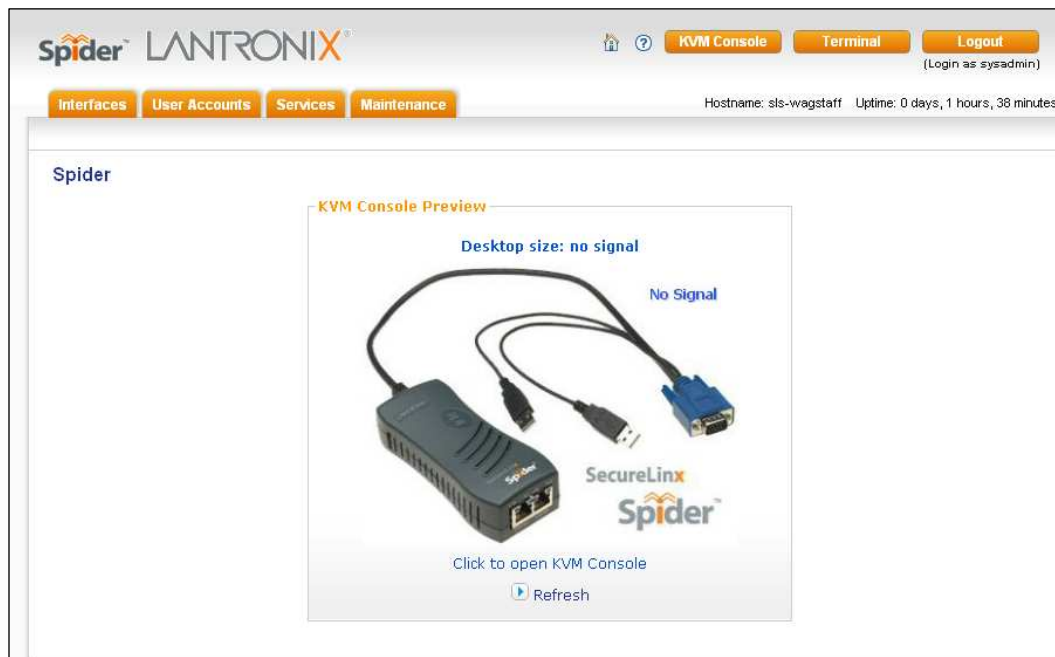 Spider™ LANTRONIX®
KVM Console Terminal Logout
(Login as sysadmin)
Interfaces User Accounts Services Maintenance
Hostname: sls-wagstaff Uptime: 0 days, 1 hours, 38 minutes
Spider
KVM Console Preview
Desktop size: no signal
No Signal
Spider
SecureLinx
Spider™
Click to open KVM Console
Refresh